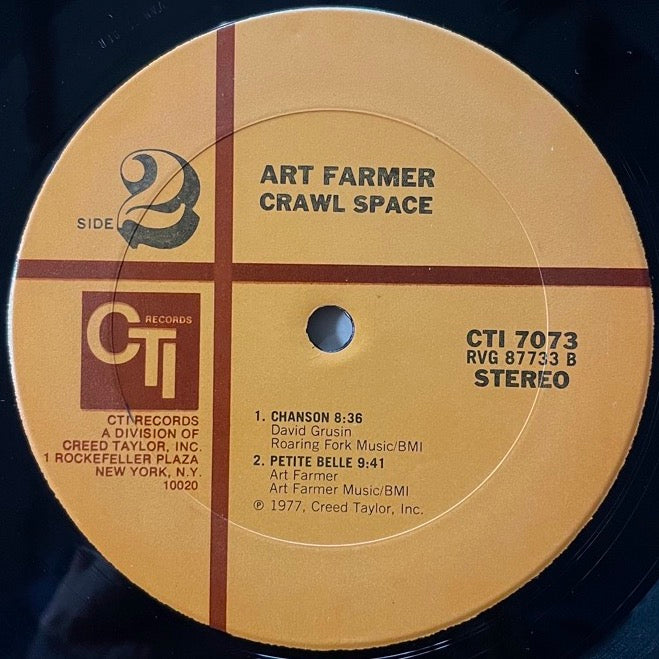 ART FARMER
CRAWL SPACE
SIDE 2
CTI RECORDS
CTI 7073
RVG 87733 B
STEREO
CTI RECORDS
A DIVISION OF
CREED TAYLOR, INC.
1 ROCKEFELLER PLAZA
NEW YORK, N.Y.
10020
1. CHANSON 8:36
David Grusin
Roaring Fork Music/BMI
2. PETITE BELLE 9:41
Art Farmer
Art Farmer Music/BMI
℗ 1977, Creed Taylor, Inc.